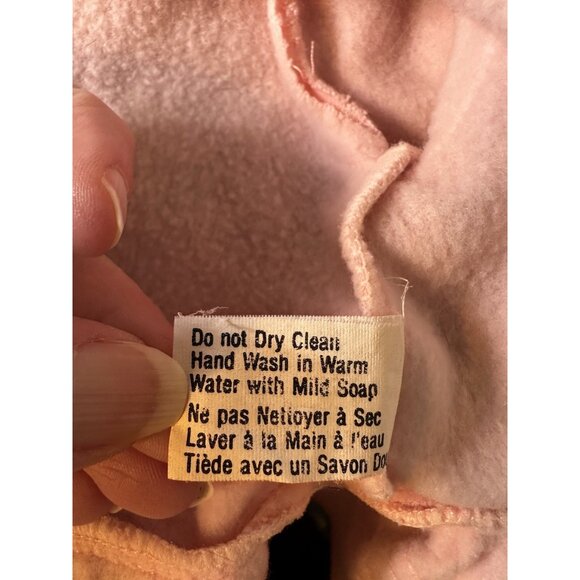 Do not Dry Clean
Hand Wash in Warm
Water with Mild Soap
Ne pas Nettoyer à Sec
Laver à la Main à l'eau
Tiède avec un Savon